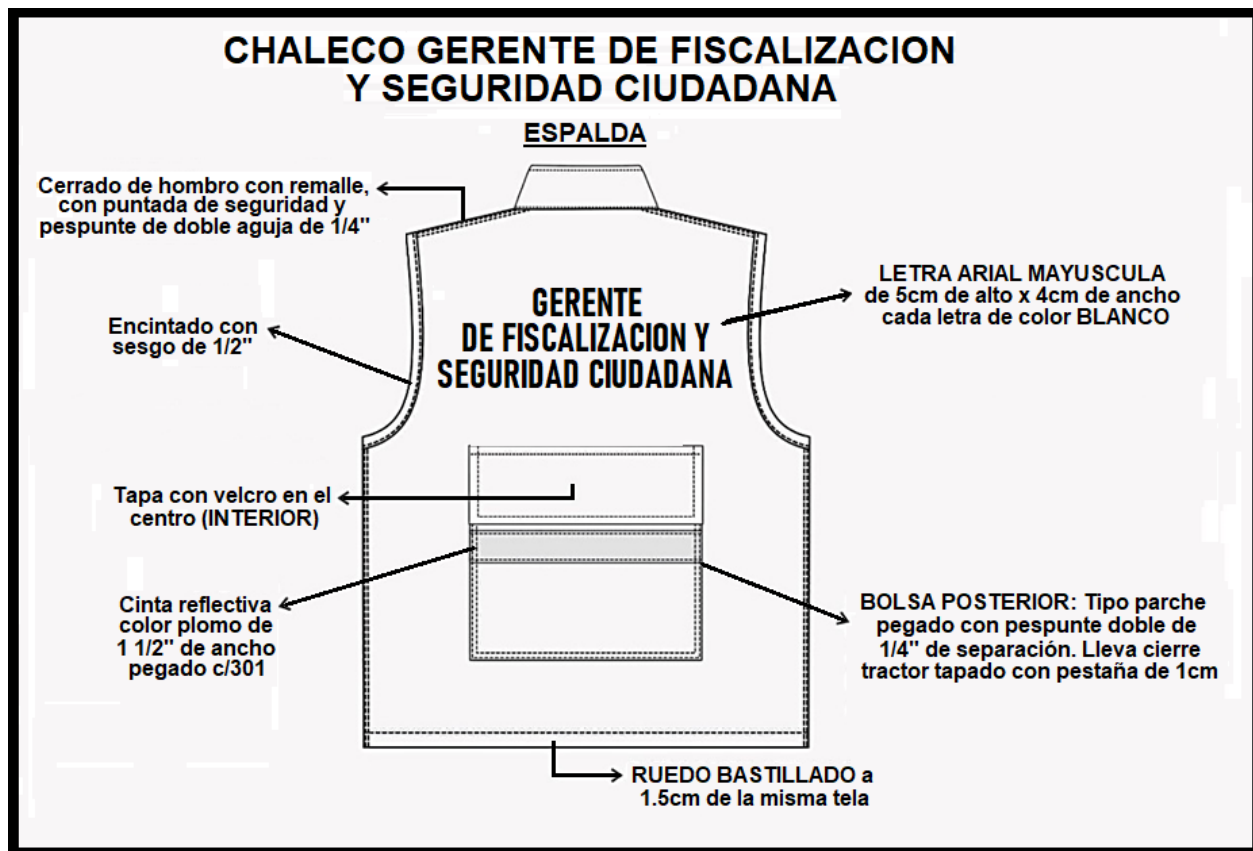 CHALECO GERENTE DE FISCALIZACION
Y SEGURIDAD CIUDADANA
ESPALDA
Cerrado de hombro con remalle,
con puntada de seguridad y
pespunte de doble aguja de 1/4"
LETRA ARIAL MAYUSCULA
de 5cm de alto x 4cm de ancho
cada letra de color BLANCO
GERENTE
DE FISCALIZACION Y
SEGURIDAD CIUDADANA
Encintado con
sesgo de 1/2"
Tapa con velcro en el
centro (INTERIOR)
Cinta reflectiva
color plomo de
1 1/2" de ancho
pegado c/301
BOLSA POSTERIOR: Tipo parche
pegado con pespunte doble de
1/4" de separación. Lleva cierre
tractor tapado con pestaña de 1cm
RUEDO BASTILLADO a
1.5cm de la misma tela